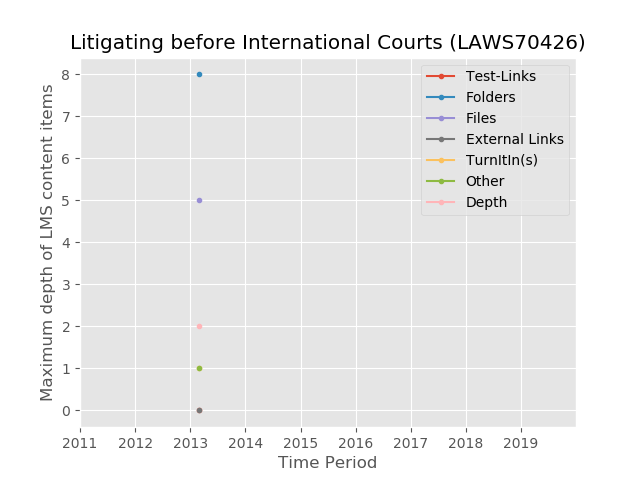 Litigating before International Courts (LAWS70426)
Maximum depth of LMS content items
8
7
6
5
4
3
2
1
0
Test-Links
Folders
Files
External Links
TurnItIn(s)
Other
Depth
2011 2012 2013 2014 2015 2016 2017 2018 2019
Time Period